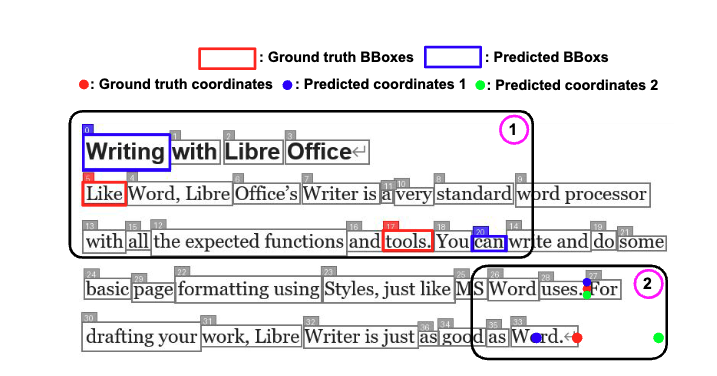 : Ground truth BBoxes : Predicted BBoxs
: Ground truth coordinates : Predicted coordinates 1 : Predicted coordinates 2
1
0 1 2 3
Writing with Libre Office↵
5 4 6 7 11 10 8 9
Like Word, Libre Office's Writer is a very standard word processor
13 15 12 16 17 18 20 14 19 21
with all the expected functions and tools. You can write and do some
24 29 22 23 25 26 28 27 2
basic page formatting using Styles, just like MS Word uses. For
30 31 32 36 34 35 33
drafting your work, Libre Writer is just as good as Word.↵